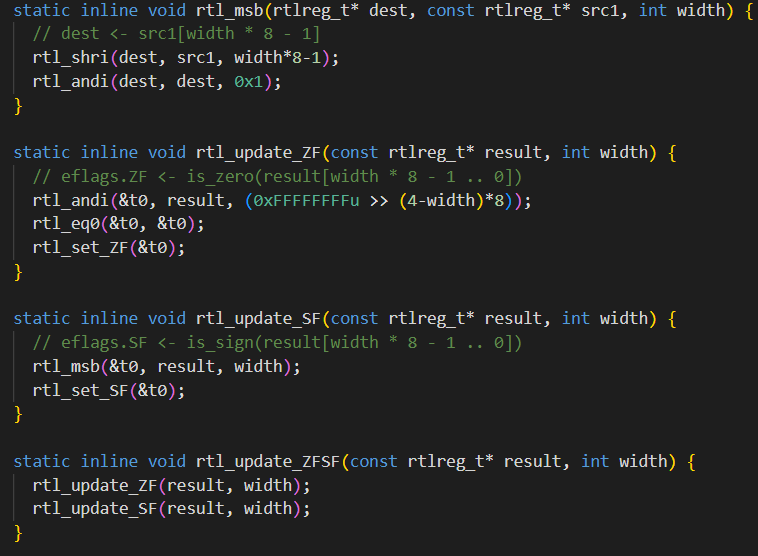 static inline void rtl_msb(rtlreg_t* dest, const rtlreg_t* src1, int width) {
// dest <- src1[width * 8 - 1]
rtl_shri(dest, src1, width*8-1);
rtl_andi(dest, dest, 0x1);
}
static inline void rtl_update_ZF(const rtlreg_t* result, int width) {
// eflags.ZF <- is_zero(result[width * 8 - 1 .. 0])
rtl_andi(&t0, result, (0xFFFFFFFFu >> (4-width)*8));
rtl_eq0(&t0, &t0);
rtl_set_ZF(&t0);
}
static inline void rtl_update_SF(const rtlreg_t* result, int width) {
// eflags.SF <- is_sign(result[width * 8 - 1 .. 0])
rtl_msb(&t0, result, width);
rtl_set_SF(&t0);
}
static inline void rtl_update_ZFSF(const rtlreg_t* result, int width) {
rtl_update_ZF(result, width);
rtl_update_SF(result, width);
}